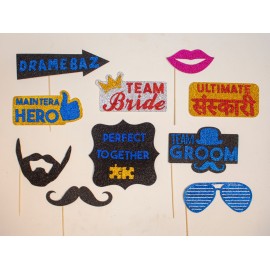 DRAMEBAZ
TEAM
Bride
ULTIMATE
संस्कारी
MAIN TERA
HERO
PERFECT
TOGETHER
TEAM
GROOM